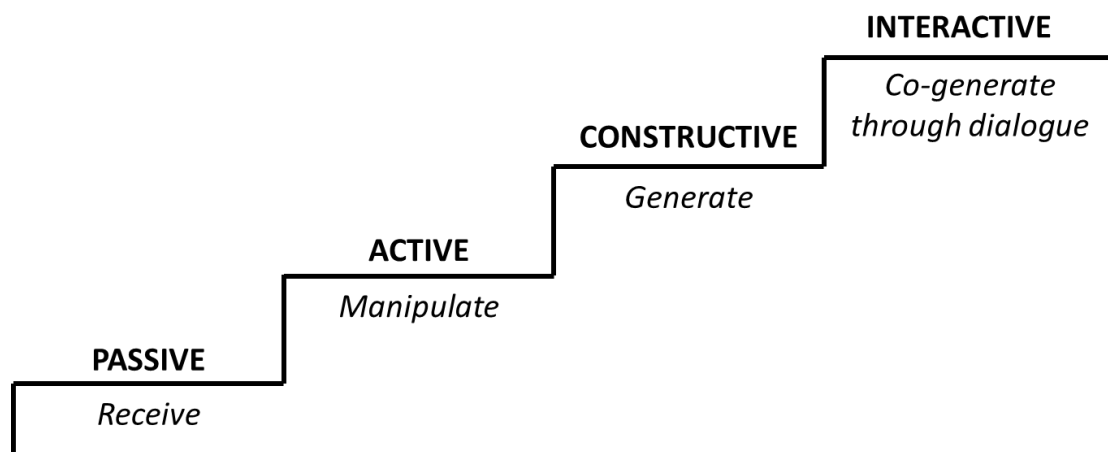 INTERACTIVE
Co-generate
through dialogue
CONSTRUCTIVE
Generate
ACTIVE
Manipulate
PASSIVE
Receive